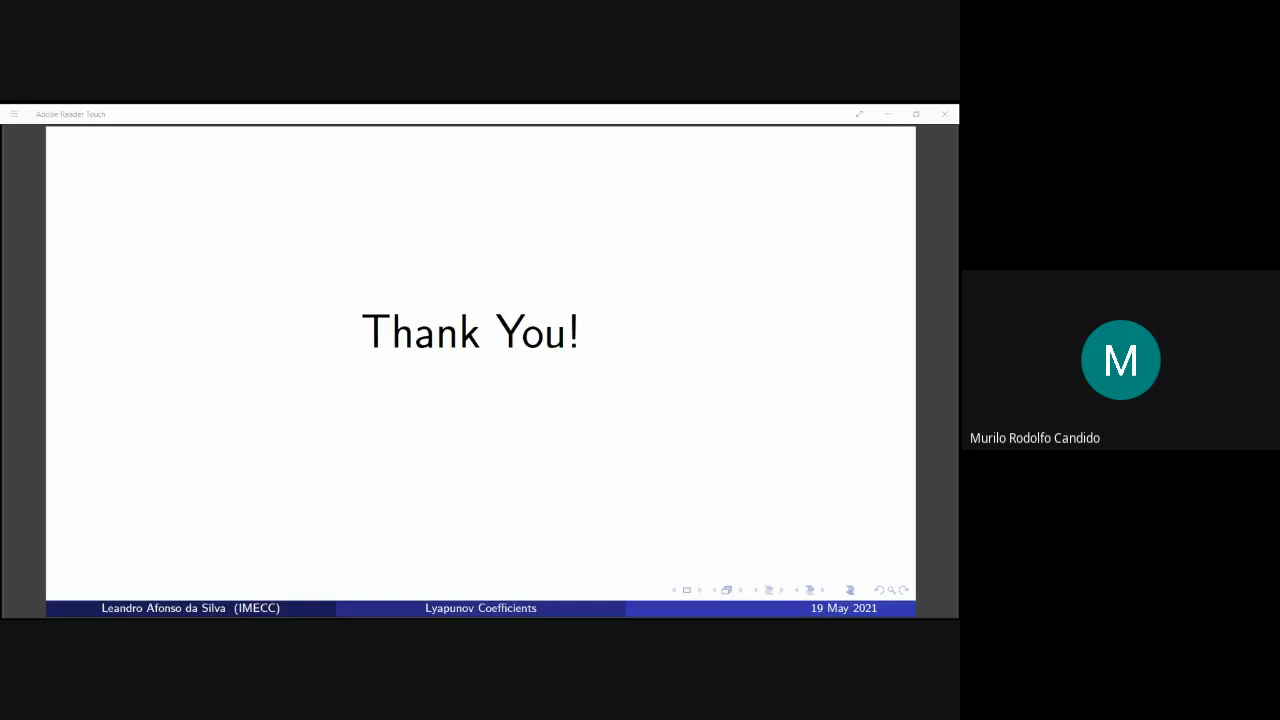 Adobe Reader Touch
Thank You!
M
Murilo Rodolfo Candido
Leandro Afonso da Silva (IMECC)
Lyapunov Coefficients
19 May 2021